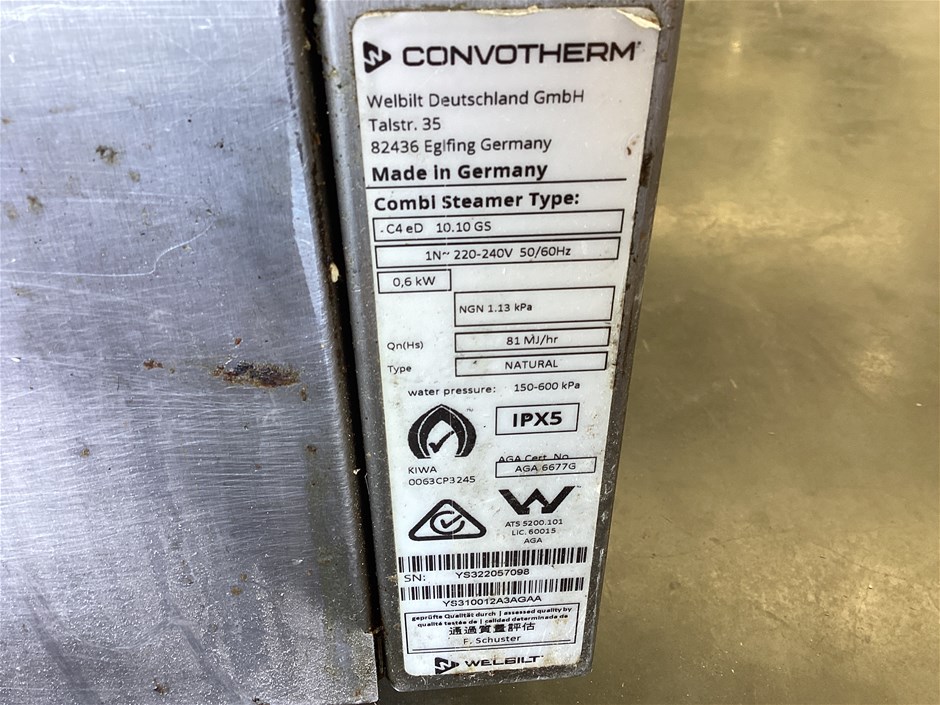 CONVOTHERM
Welbilt Deutschland GmbH
Talstr. 35
82436 Eglfing Germany
Made in Germany
Combi Steamer Type:
C4 eD 10.10 GS
1N~ 220-240V 50/60Hz
0,6 kW
NGN 1.13 kPa
Qn(Hs) 81 MJ/hr
Type NATURAL
water pressure: 150-600 kPa
IPX5
KIWA
0063CP3245
AGA Cert. No
AGA 6677G
ATS 5200.101
LIC. 60015
AGA
SN: YS322057098
YS310012A3AGAA
geprüfte Qualität durch | assessed quality by
qualité testée de | calidad determinada de
通過質量評估
F. Schuster
WELBILT